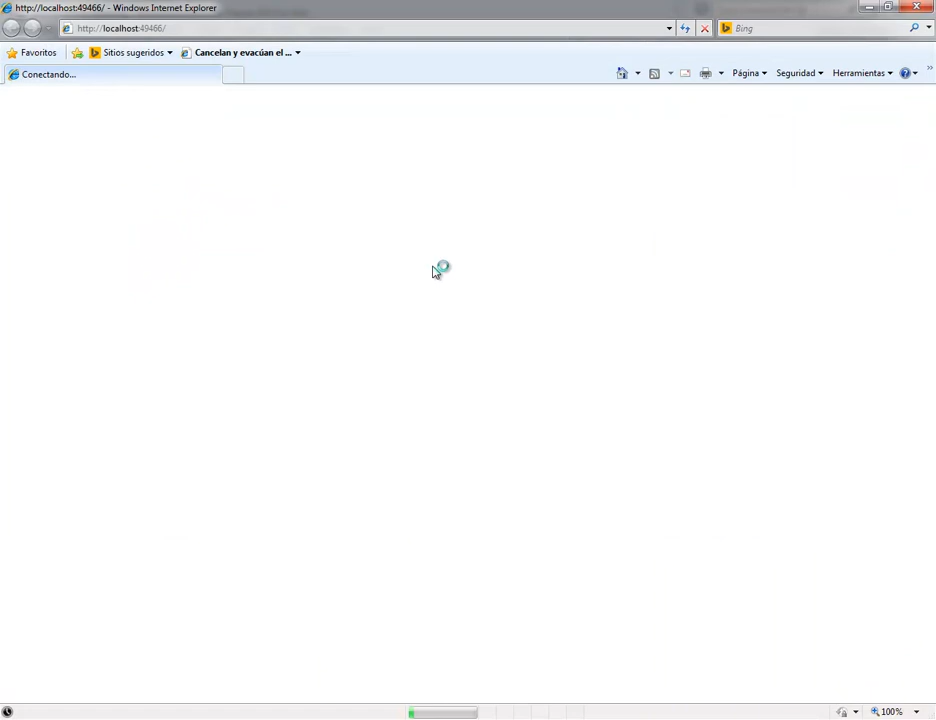 http://localhost:49466/ - Windows Internet Explorer
http://localhost:49466/
Bing
Favoritos
Sitios sugeridos
Cancelan y evacúan el ...
Conectando...
Página
Seguridad
Herramientas
100%